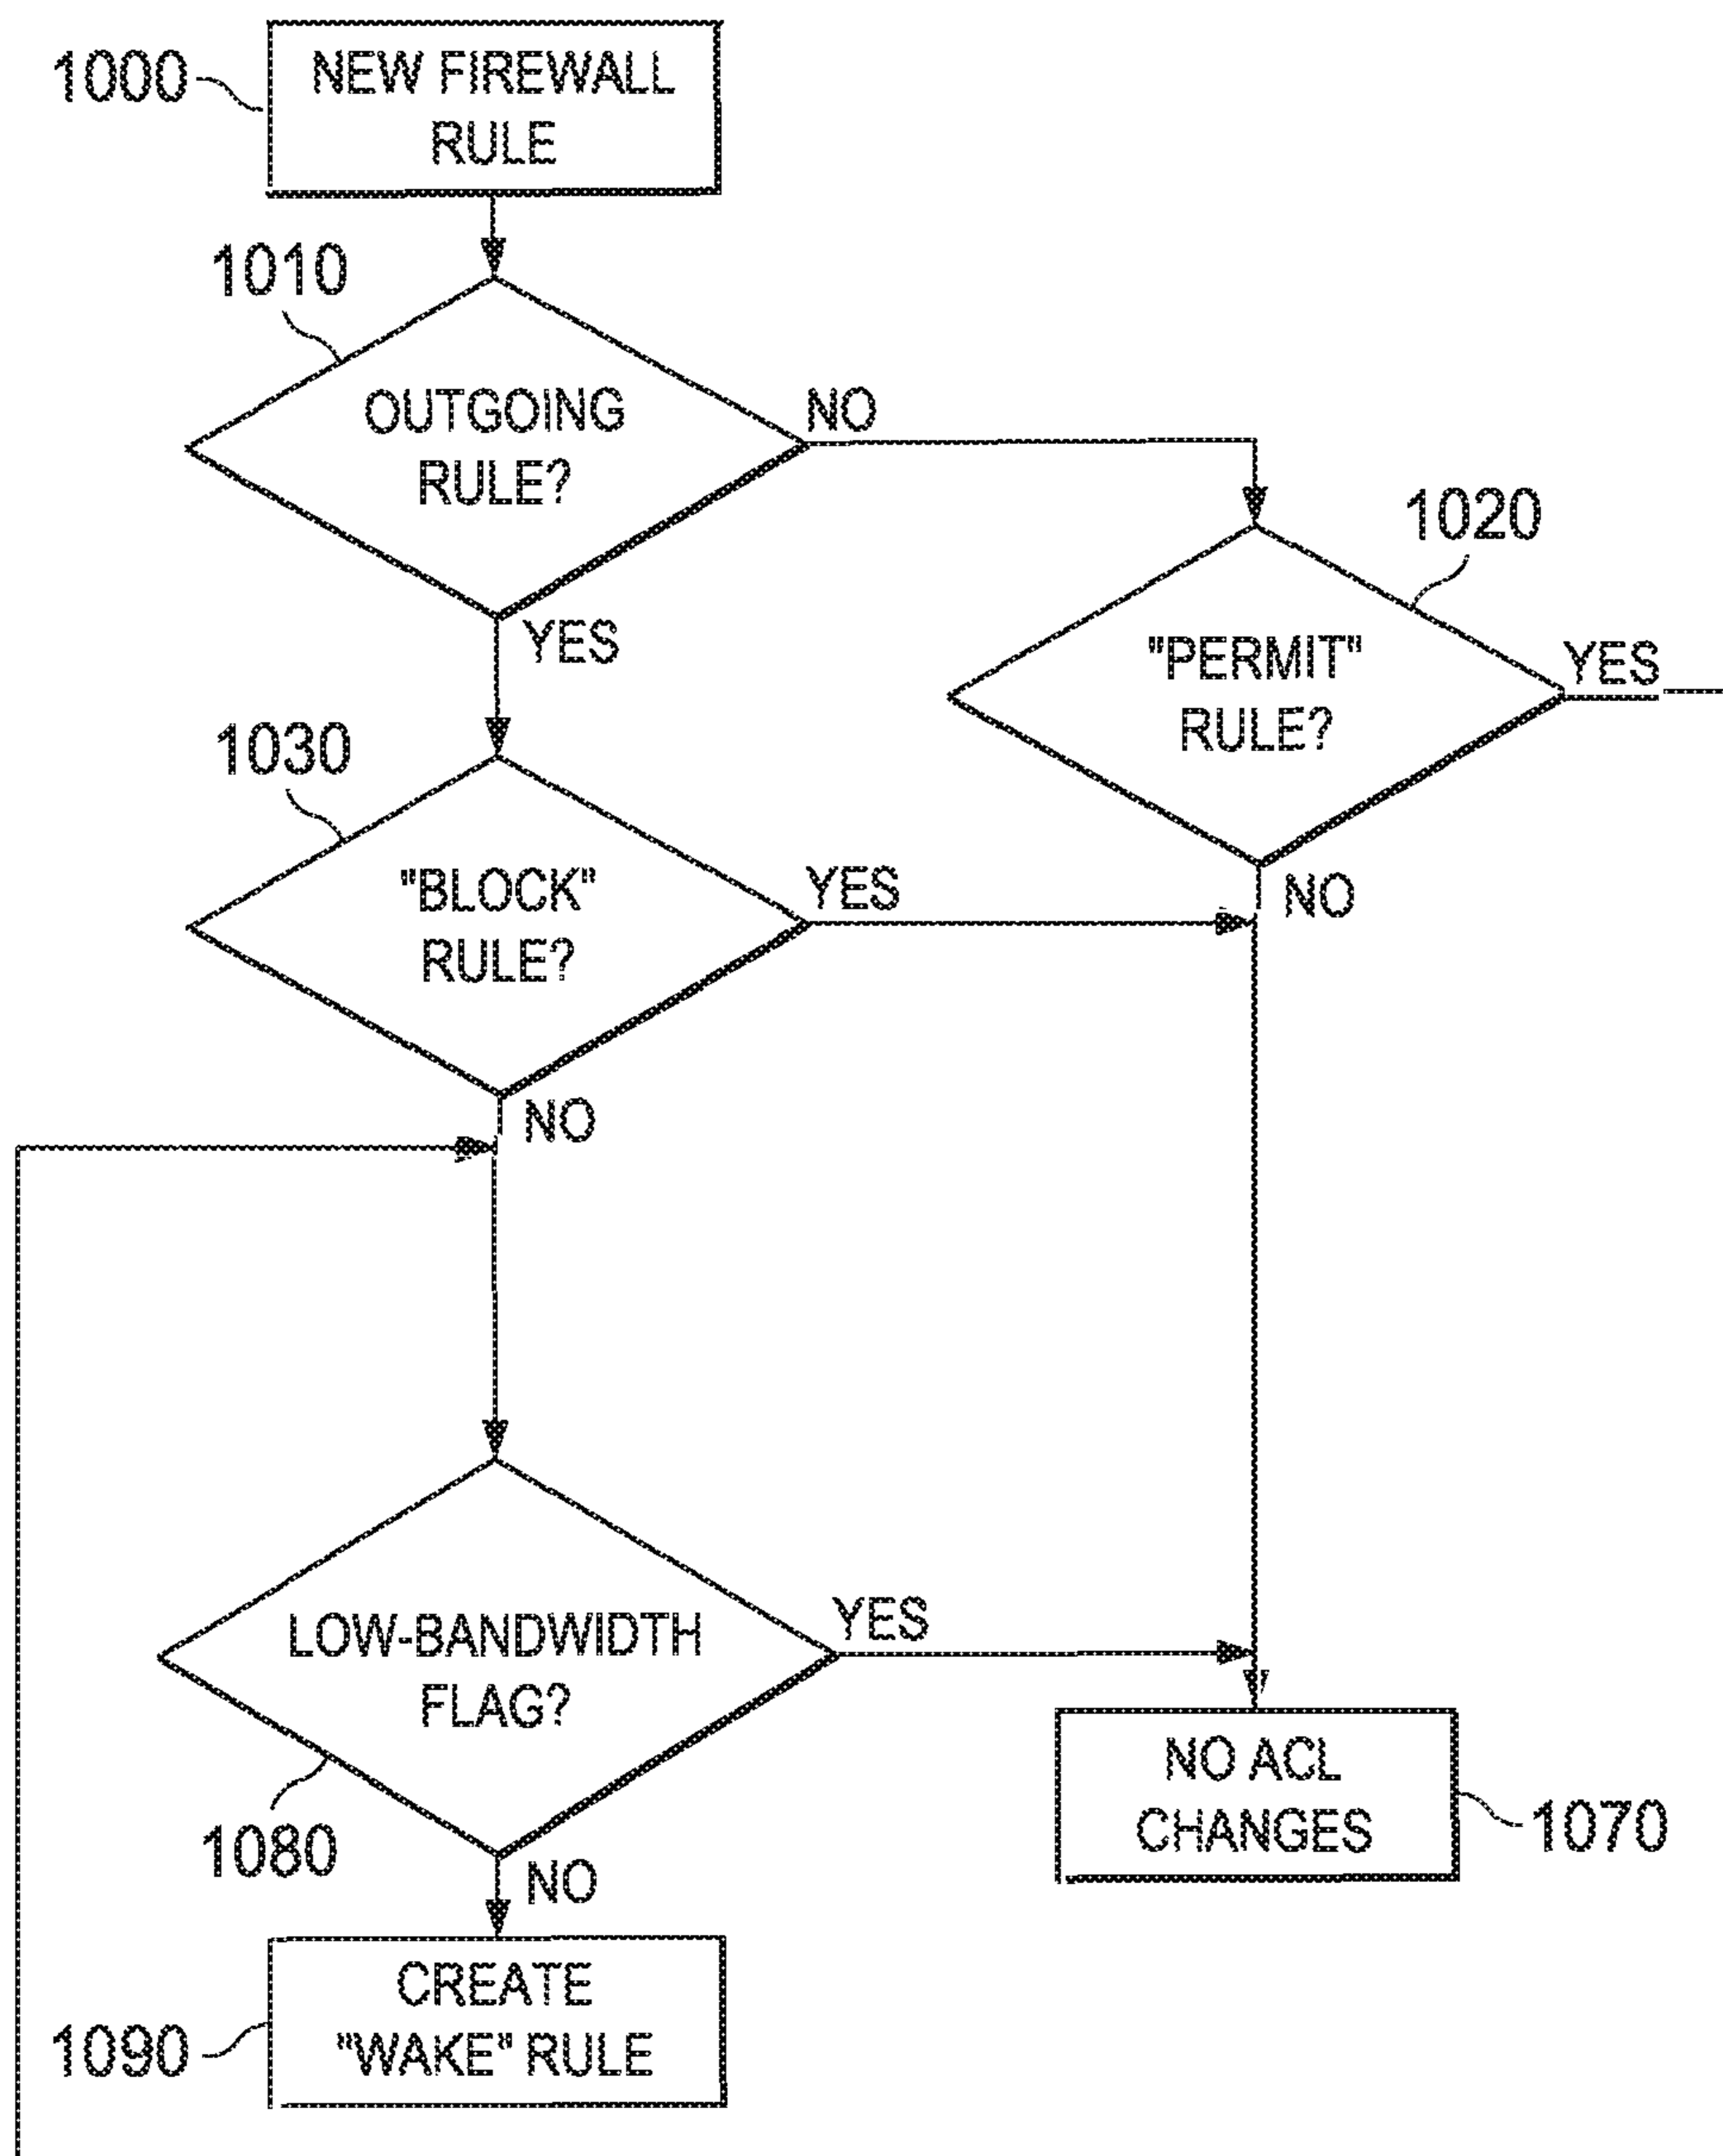 1000
NEW FIREWALL
RULE
1010
OUTGOING
RULE?
NO
YES
1020
"PERMIT"
RULE?
YES
NO
1030
"BLOCK"
RULE?
YES
NO
LOW-BANDWIDTH
FLAG?
YES
1080
NO
NO ACL
CHANGES
1070
CREATE
"WAKE" RULE
1090